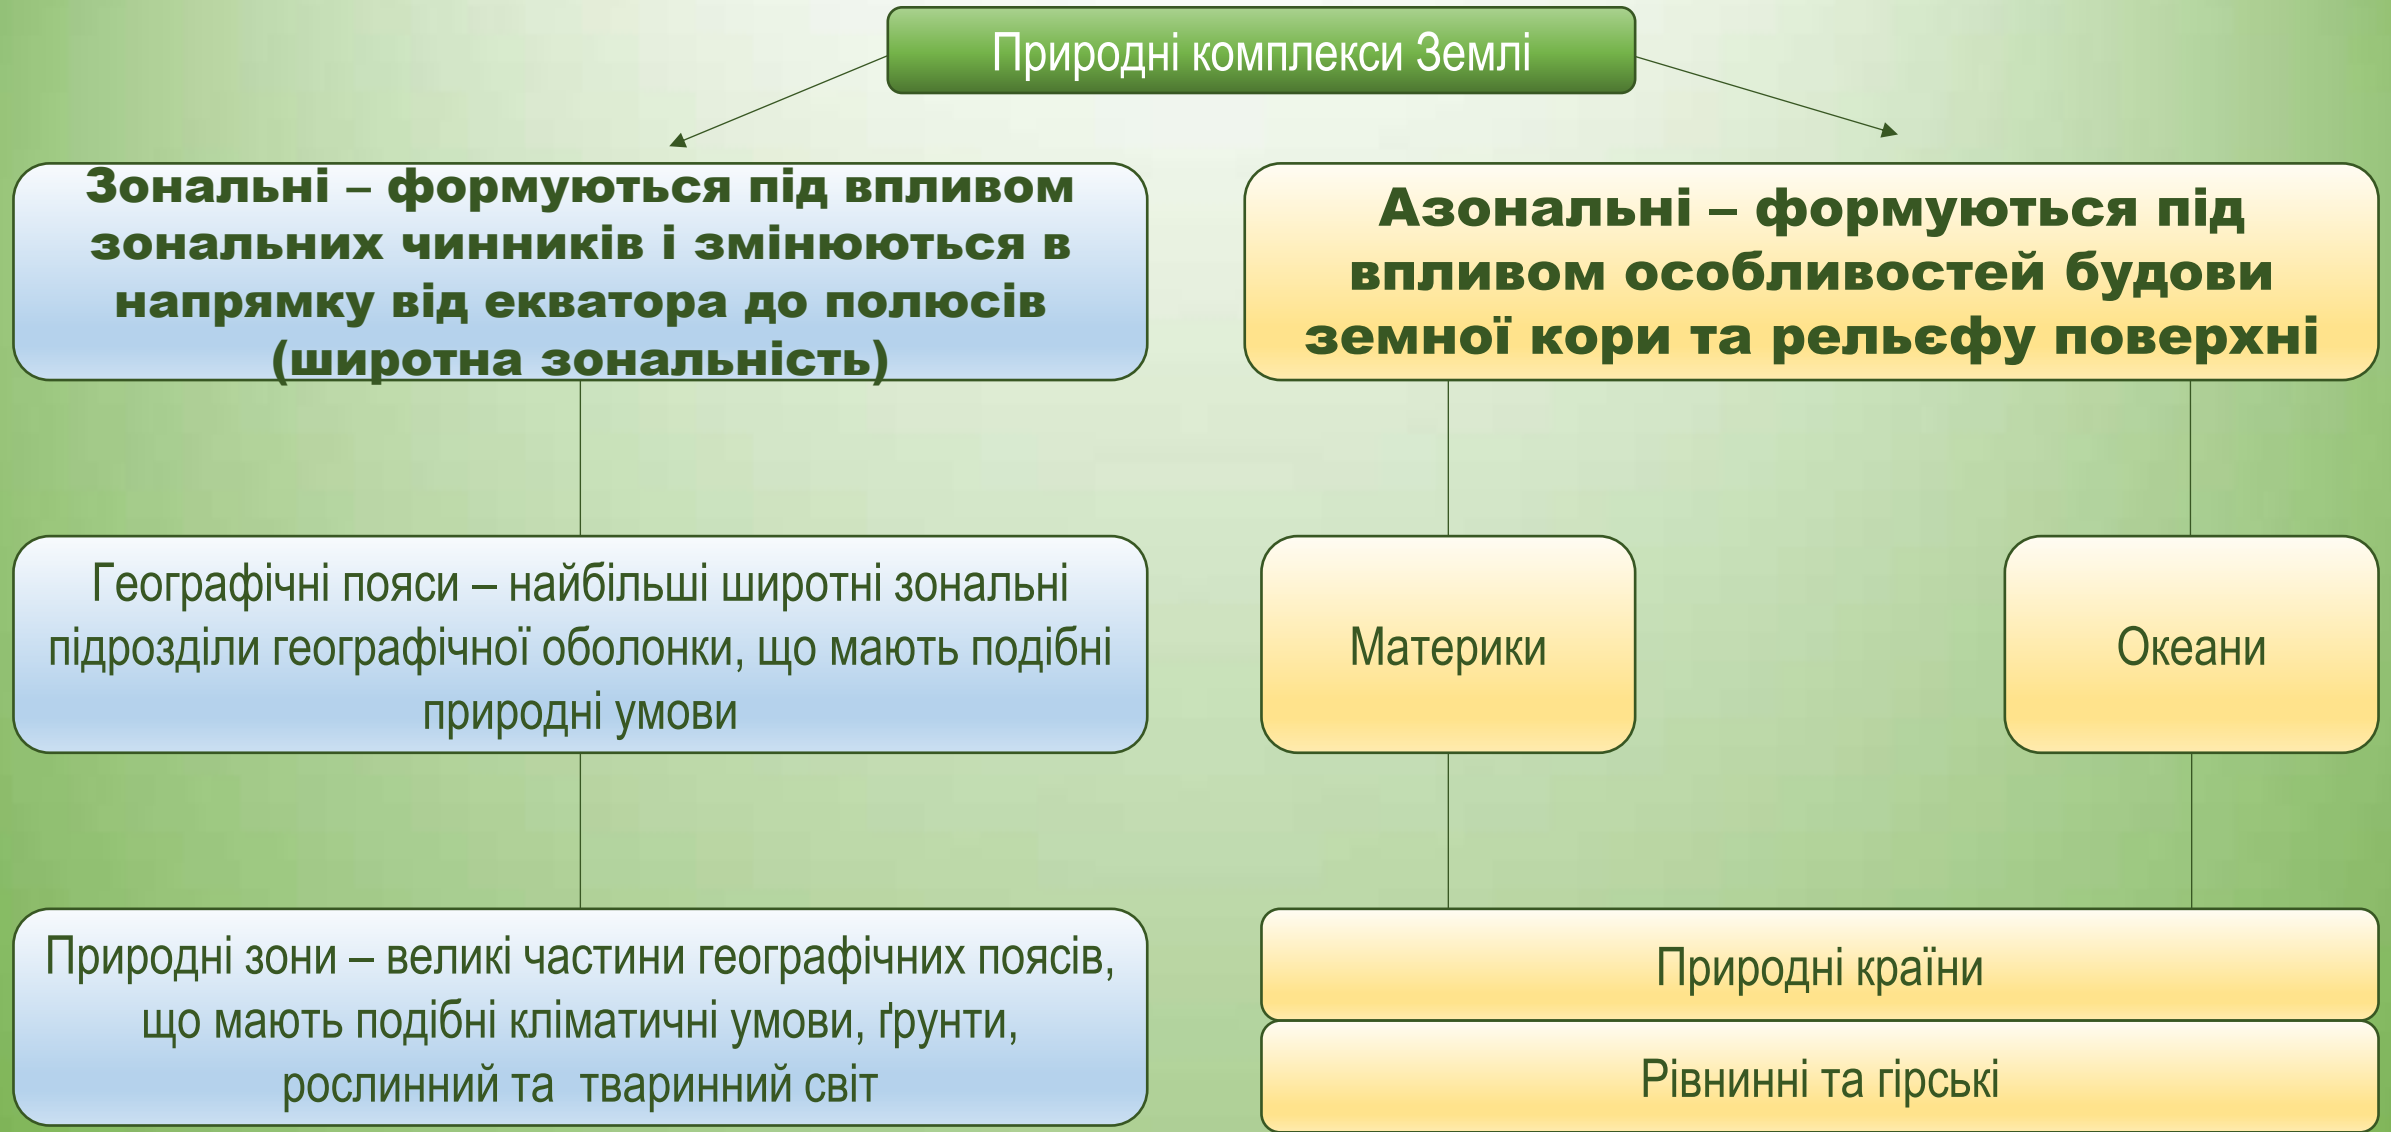 Природні комплекси Землі
Зональні – формуються під впливом
зональних чинників і змінюються в
напрямку від екватора до полюсів
(широтна зональність)
Азональні – формуються під
впливом особливостей будови
земної кори та рельєфу поверхні
Географічні пояси – найбільші широтні зональні
підрозділи географічної оболонки, що мають подібні
природні умови
Материки
Океани
Природні зони – великі частини географічних поясів,
що мають подібні кліматичні умови, ґрунти,
рослинний та  тваринний світ
Природні країни
Рівнинні та гірські